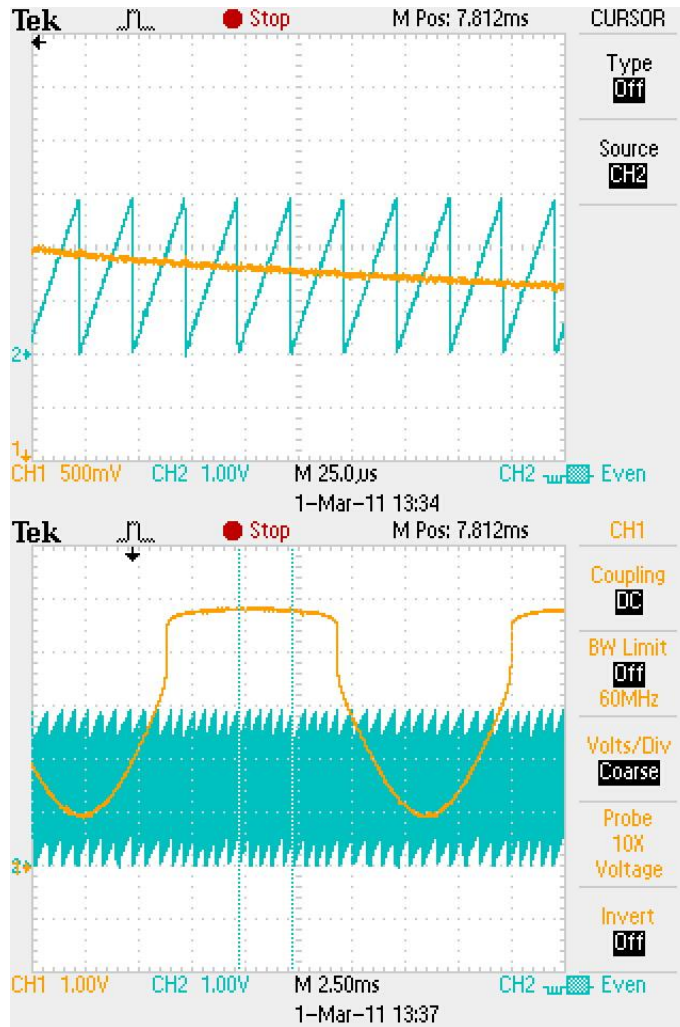 Tek Stop M Pos: 7.812ms CURSOR
Type
Off
Source
CH2
2
1
CH1 500mV CH2 1.00V M 25.0µs CH2 Even
1-Mar-11 13:34
Tek Stop M Pos: 7.812ms CH1
Coupling
DC
BW Limit
Off
60MHz
Volts/Div
Coarse
Probe
10X
Voltage
Invert
Off
CH1 1.00V CH2 1.00V M 2.50ms CH2 Even
1-Mar-11 13:37